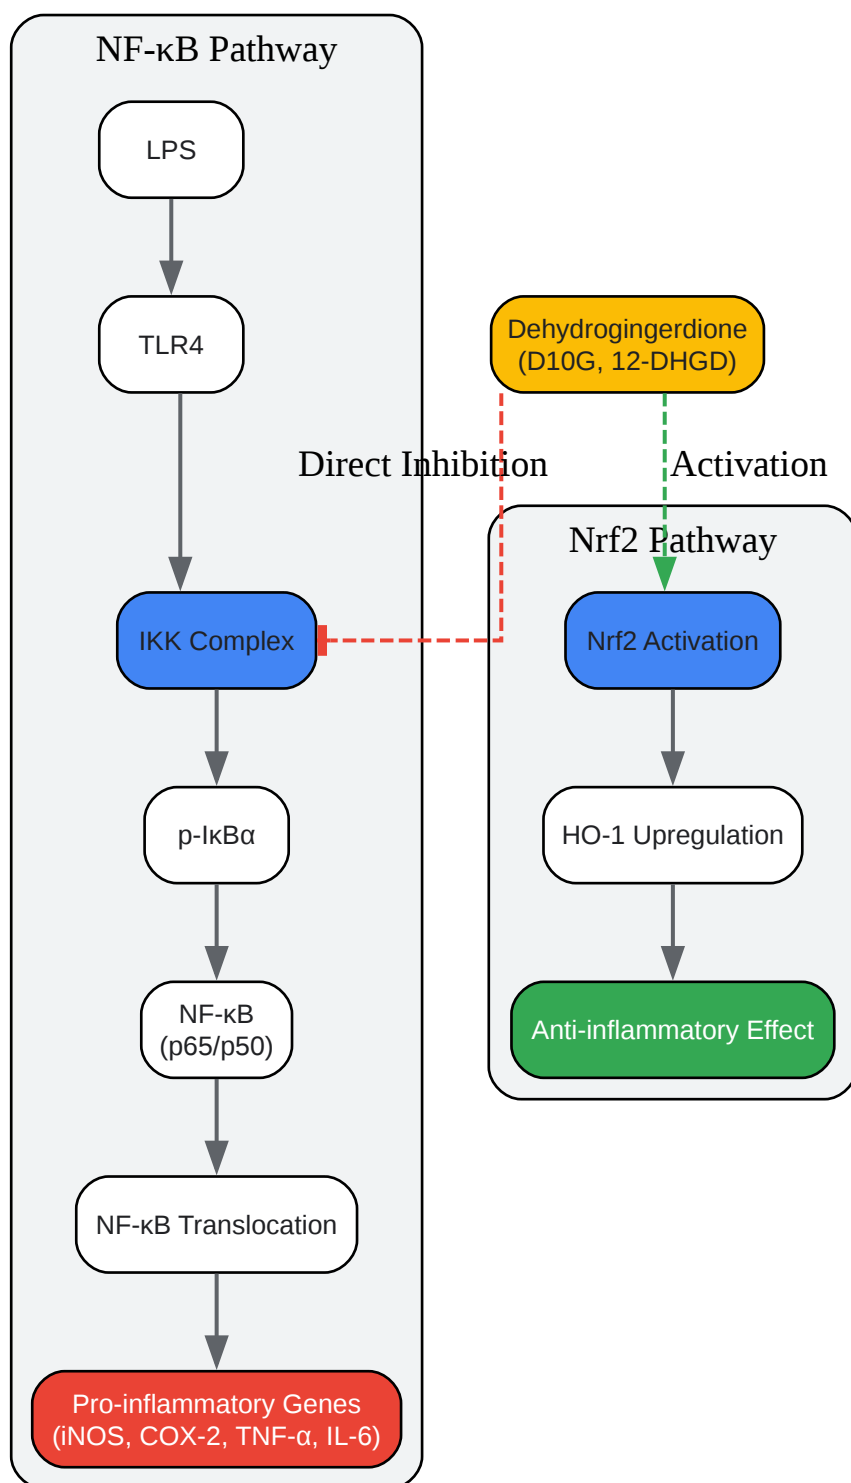 NF-κB Pathway
LPS
TLR4
Dehydrogingerdione
(D10G, 12-DHGD)
Direct Inhibition
Activation
Nrf2 Pathway
IKK Complex
Nrf2 Activation
p-IκBα
HO-1 Upregulation
NF-κB
(p65/p50)
Anti-inflammatory Effect
NF-κB Translocation
Pro-inflammatory Genes
(iNOS, COX-2, TNF-α, IL-6)